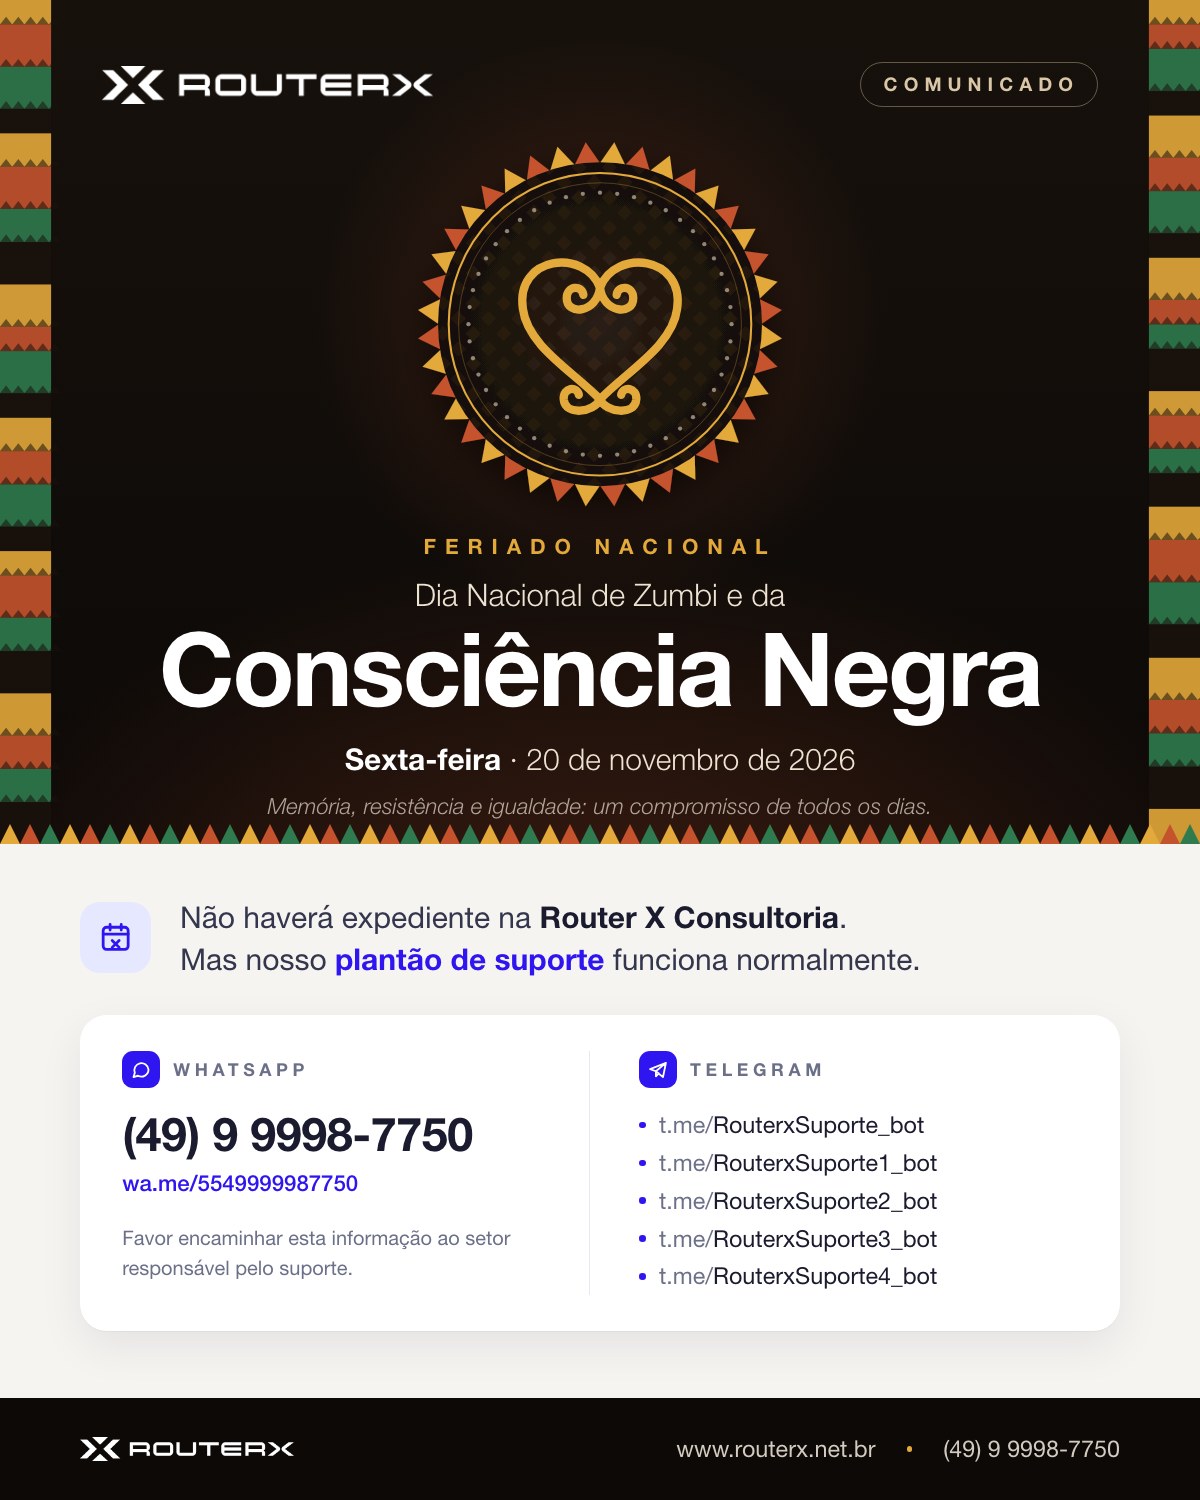 ROUTERX
COMUNICADO
FERIADO NACIONAL
Dia Nacional de Zumbi e da
Consciência Negra
Sexta-feira · 20 de novembro de 2026
Memória, resistência e igualdade: um compromisso de todos os dias.
Não haverá expediente na Router X Consultoria.
Mas nosso plantão de suporte funciona normalmente.
WHATSAPP
(49) 9 9998-7750
wa.me/5549999987750
Favor encaminhar esta informação ao setor
responsável pelo suporte.
TELEGRAM
• t.me/RouterxSuporte_bot
• t.me/RouterxSuporte1_bot
• t.me/RouterxSuporte2_bot
• t.me/RouterxSuporte3_bot
• t.me/RouterxSuporte4_bot
ROUTERX
www.routerx.net.br • (49) 9 9998-7750